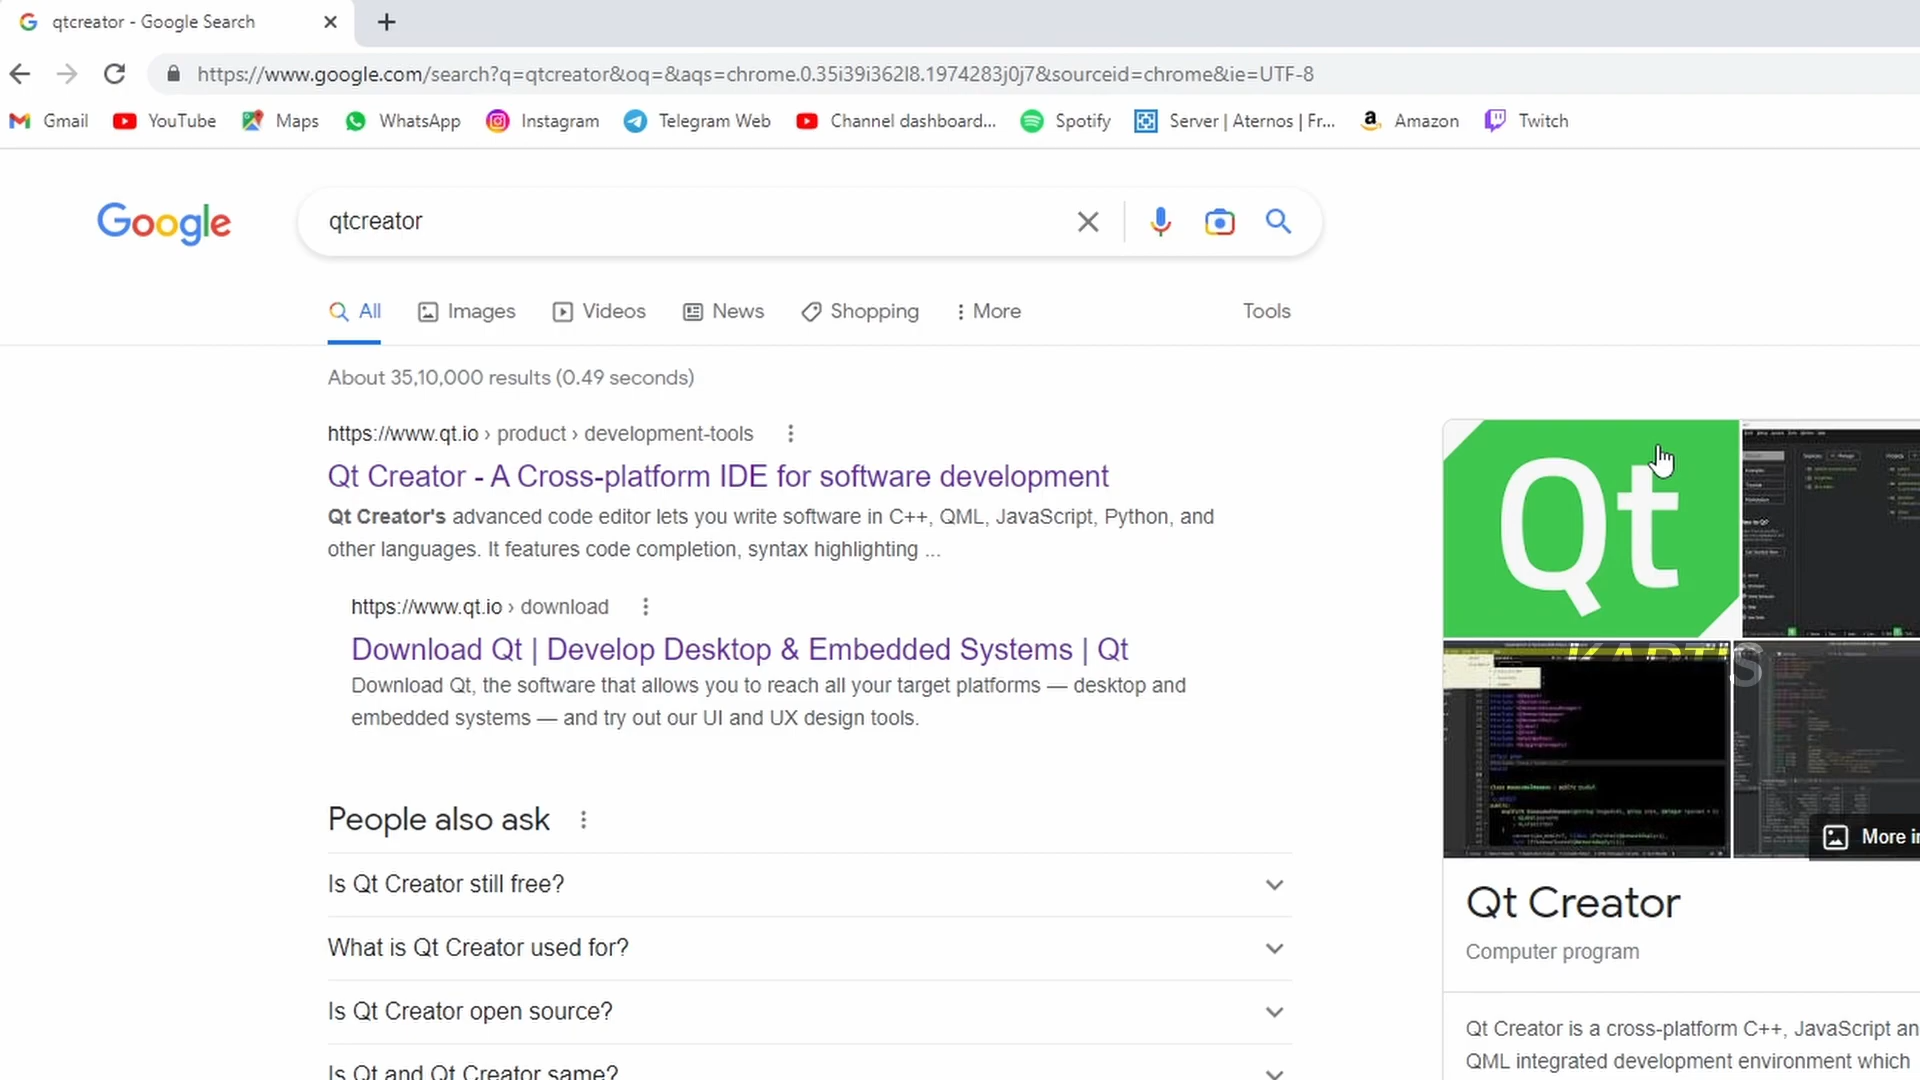 qtcreator - Google Search
https://www.google.com/search?q=qtcreator&oq=&aqs=chrome.0.35i39i362l8.1974283j0j7&sourceid=chrome&ie=UTF-8
Gmail YouTube Maps WhatsApp Instagram Telegram Web Channel dashboard... Spotify Server | Aternos | Fr... Amazon Twitch
Google
qtcreator
All Images Videos News Shopping More Tools
About 35,10,000 results (0.49 seconds)
https://www.qt.io › product › development-tools
Qt Creator - A Cross-platform IDE for software development
Qt Creator's advanced code editor lets you write software in C++, QML, JavaScript, Python, and
other languages. It features code completion, syntax highlighting ...
https://www.qt.io › download
Download Qt | Develop Desktop & Embedded Systems | Qt
Download Qt, the software that allows you to reach all your target platforms — desktop and
embedded systems — and try out our UI and UX design tools.
People also ask
Is Qt Creator still free?
What is Qt Creator used for?
Is Qt Creator open source?
Is Qt and Qt Creator same?
Qt
More in
Qt Creator
Computer program
Qt Creator is a cross-platform C++, JavaScript an
QML integrated development environment which